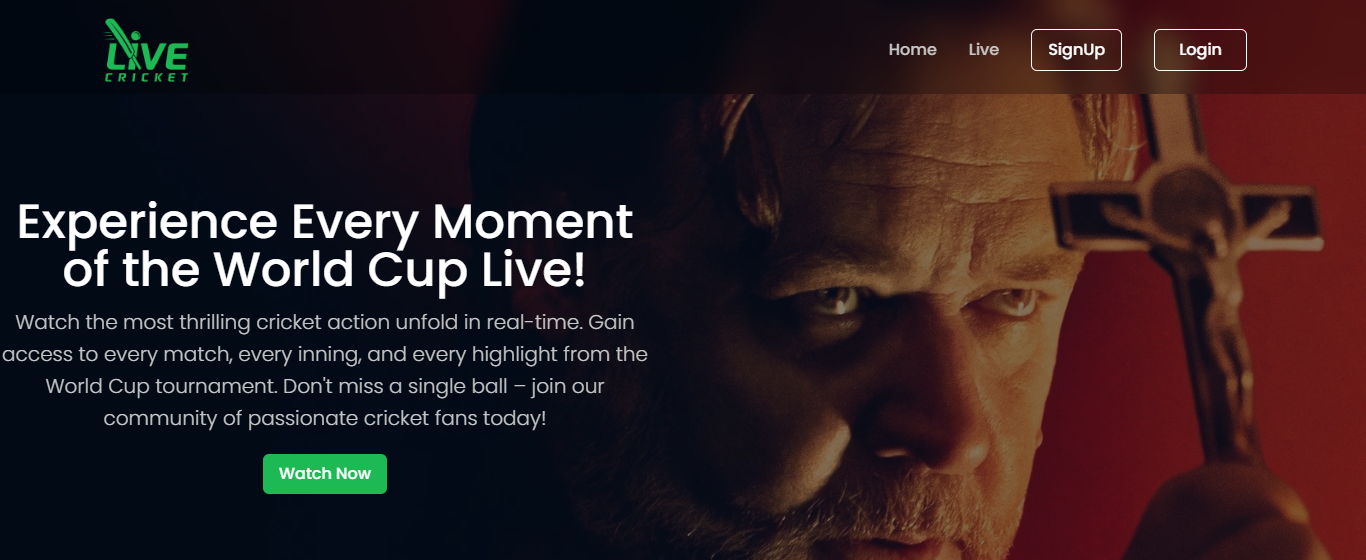 LIVE
CRICKET
Home Live SignUp Login
Experience Every Moment
of the World Cup Live!
Watch the most thrilling cricket action unfold in real-time. Gain
access to every match, every inning, and every highlight from the
World Cup tournament. Don't miss a single ball – join our
community of passionate cricket fans today!
Watch Now